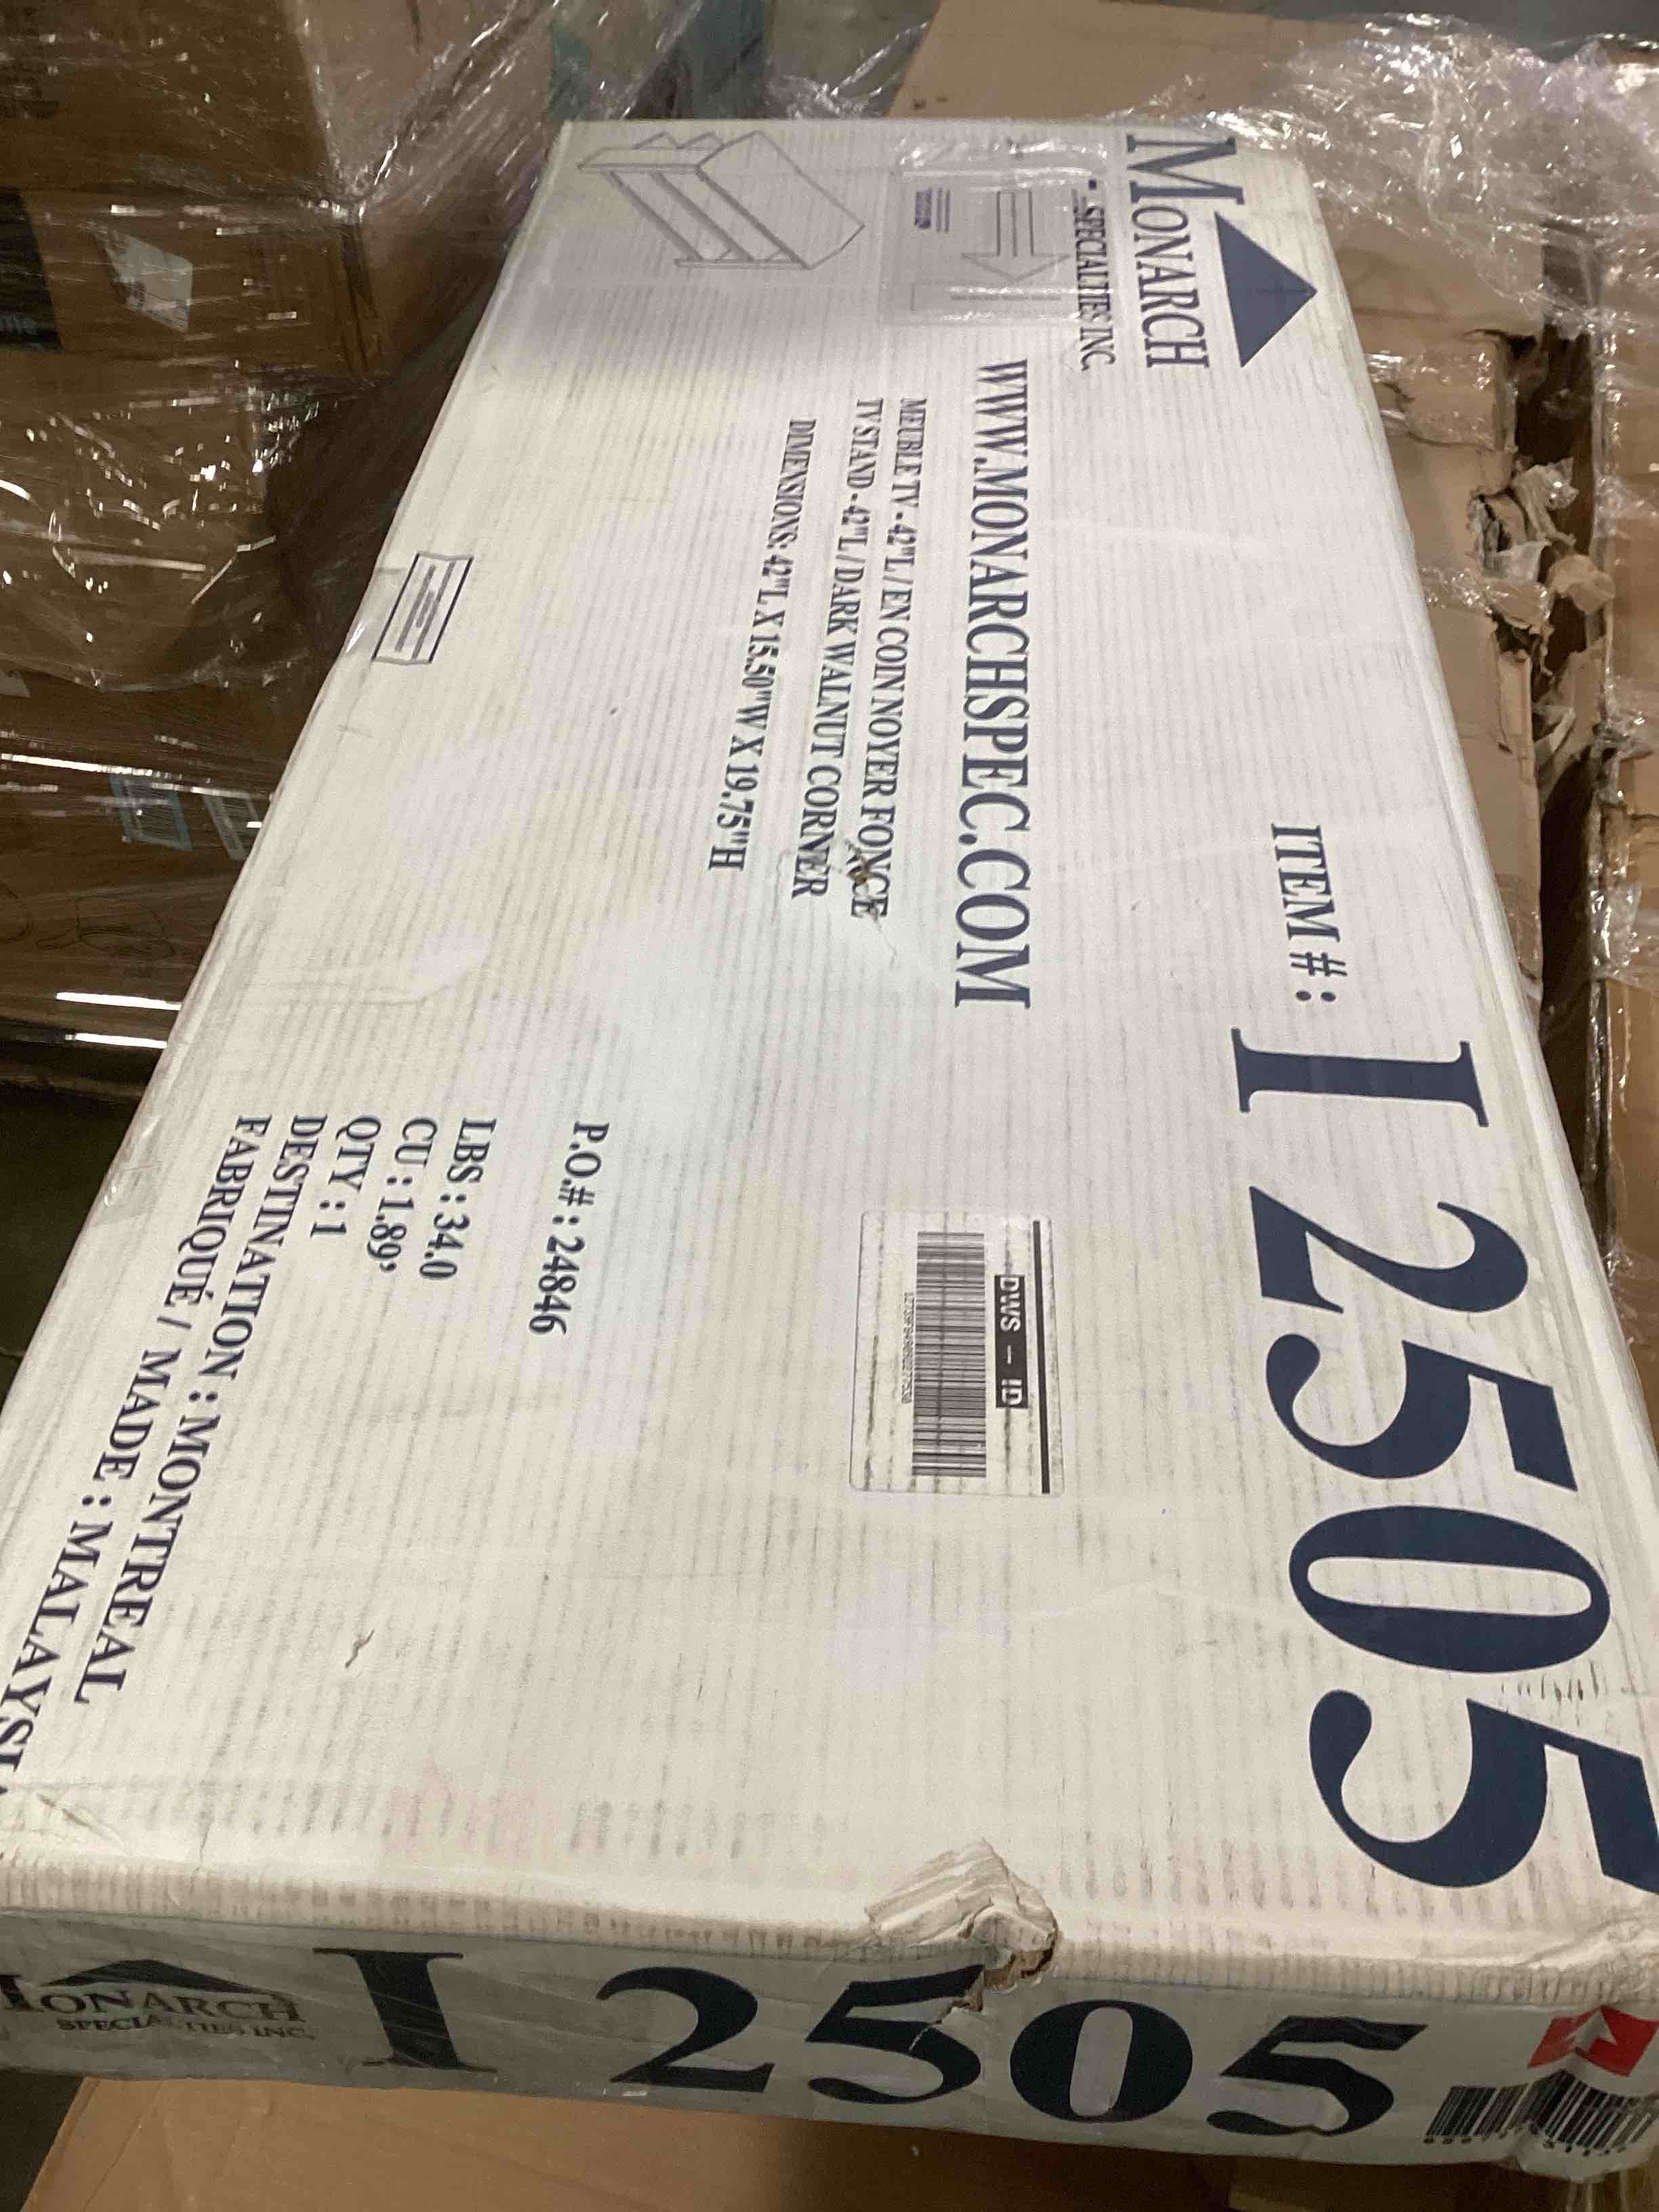 MONARCH
SPECIALTIES INC.
ITEM # : I 2505
WWW.MONARCHSPEC.COM
MEUBLE TV - 42"L / EN COIN NOYER FONCE
TV STAND - 42"L / DARK WALNUT CORNER
DIMENSIONS: 42"L X 15.50"W X 19.75"H
DWS - ID
P.O.# : 24846
LBS : 34.0
CU : 1.89'
QTY : 1
DESTINATION : MONTREAL
FABRIQUÉ / MADE : MALAYSI
MONARCH
SPECIALTIES INC.
I 2505